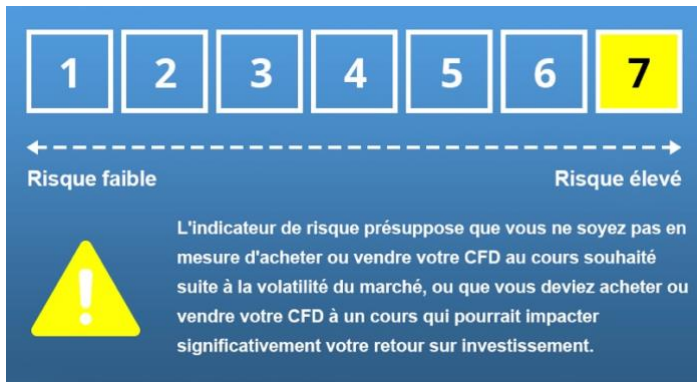 1 2 3 4 5 6 7
Risque faible Risque élevé
L'indicateur de risque présuppose que vous ne soyez pas en
mesure d'acheter ou vendre votre CFD au cours souhaité
suite à la volatilité du marché, ou que vous deviez acheter ou
vendre votre CFD à un cours qui pourrait impacter
significativement votre retour sur investissement.